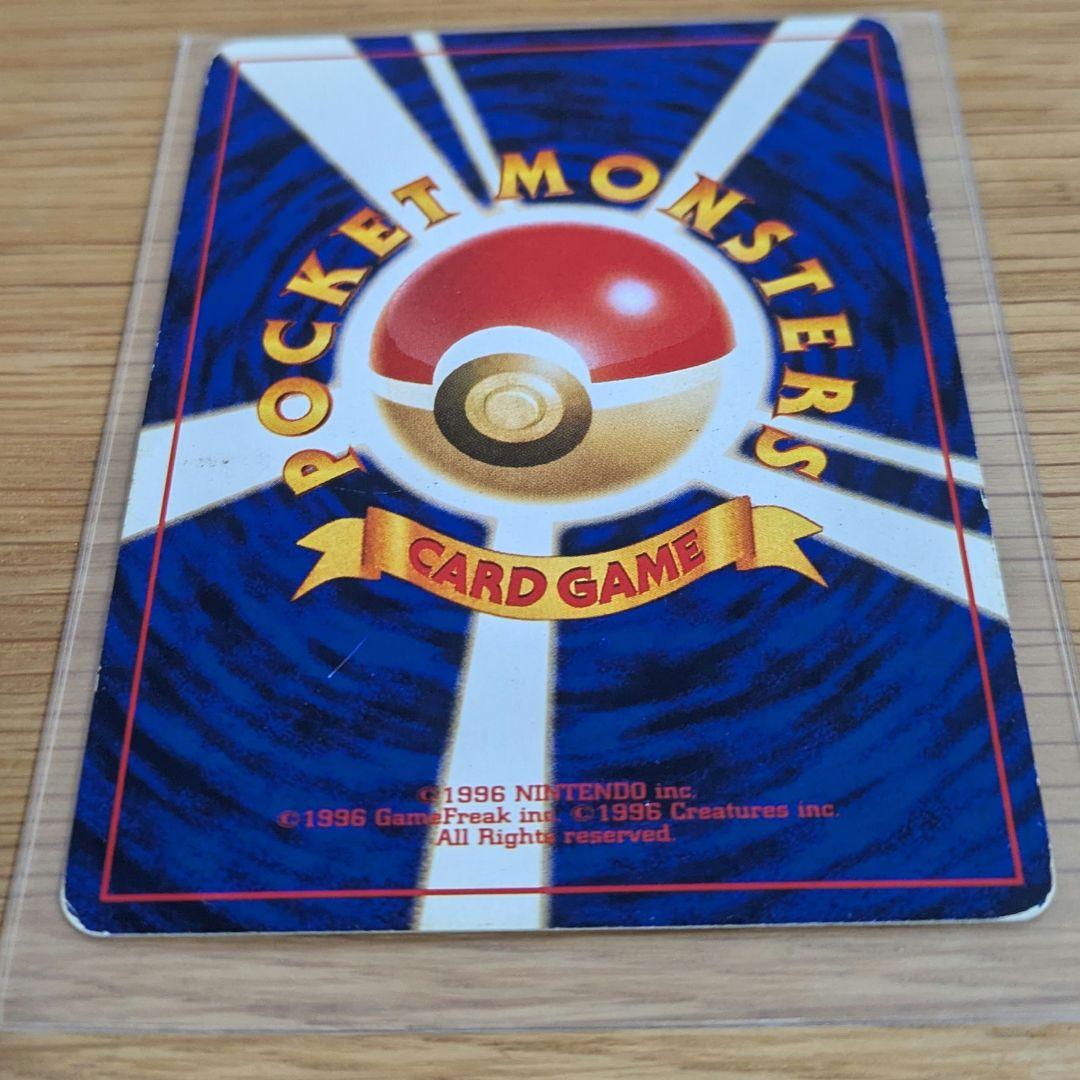 POCKET MONSTERS
CARD GAME
©1996 NINTENDO inc.
©1996 GameFreak inc. ©1996 Creatures inc.
All Rights reserved.